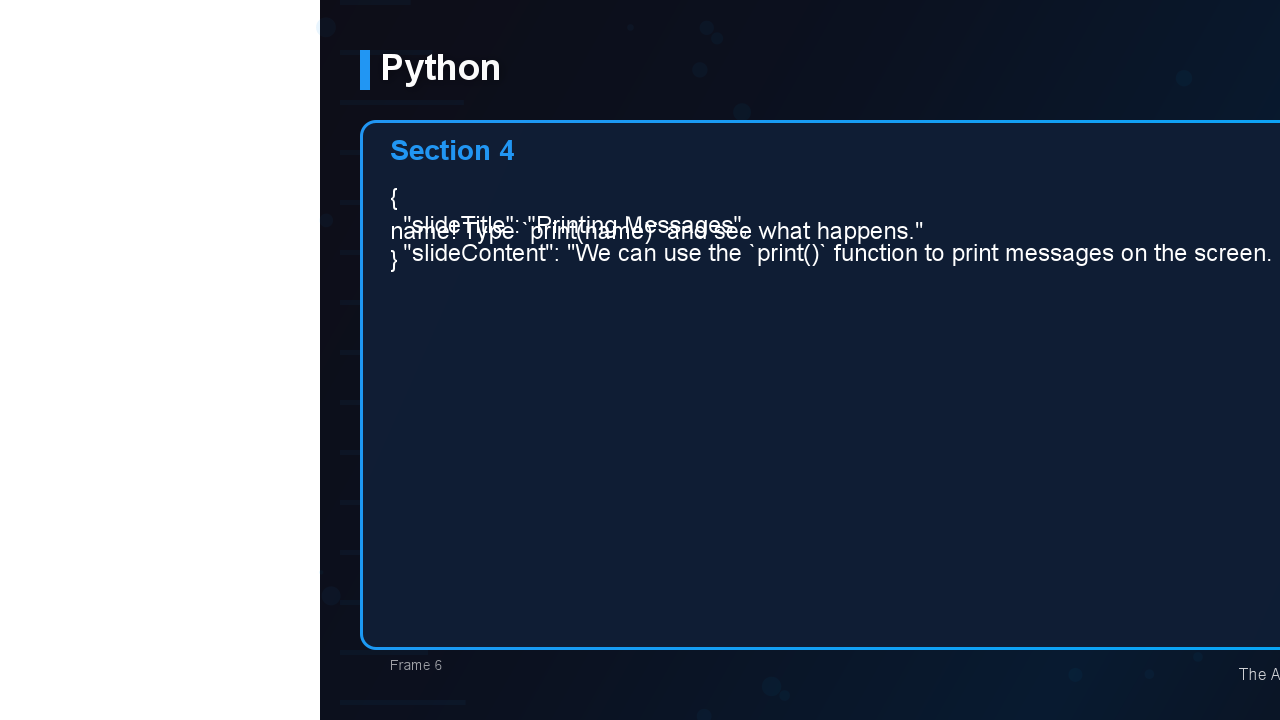 Python
Section 4
{
"slideTitle": "Printing Messages",
name! Type `print(name)` and see what happens."
"slideContent": "We can use the `print()` function to print messages on the screen.
}
Frame 6
The A